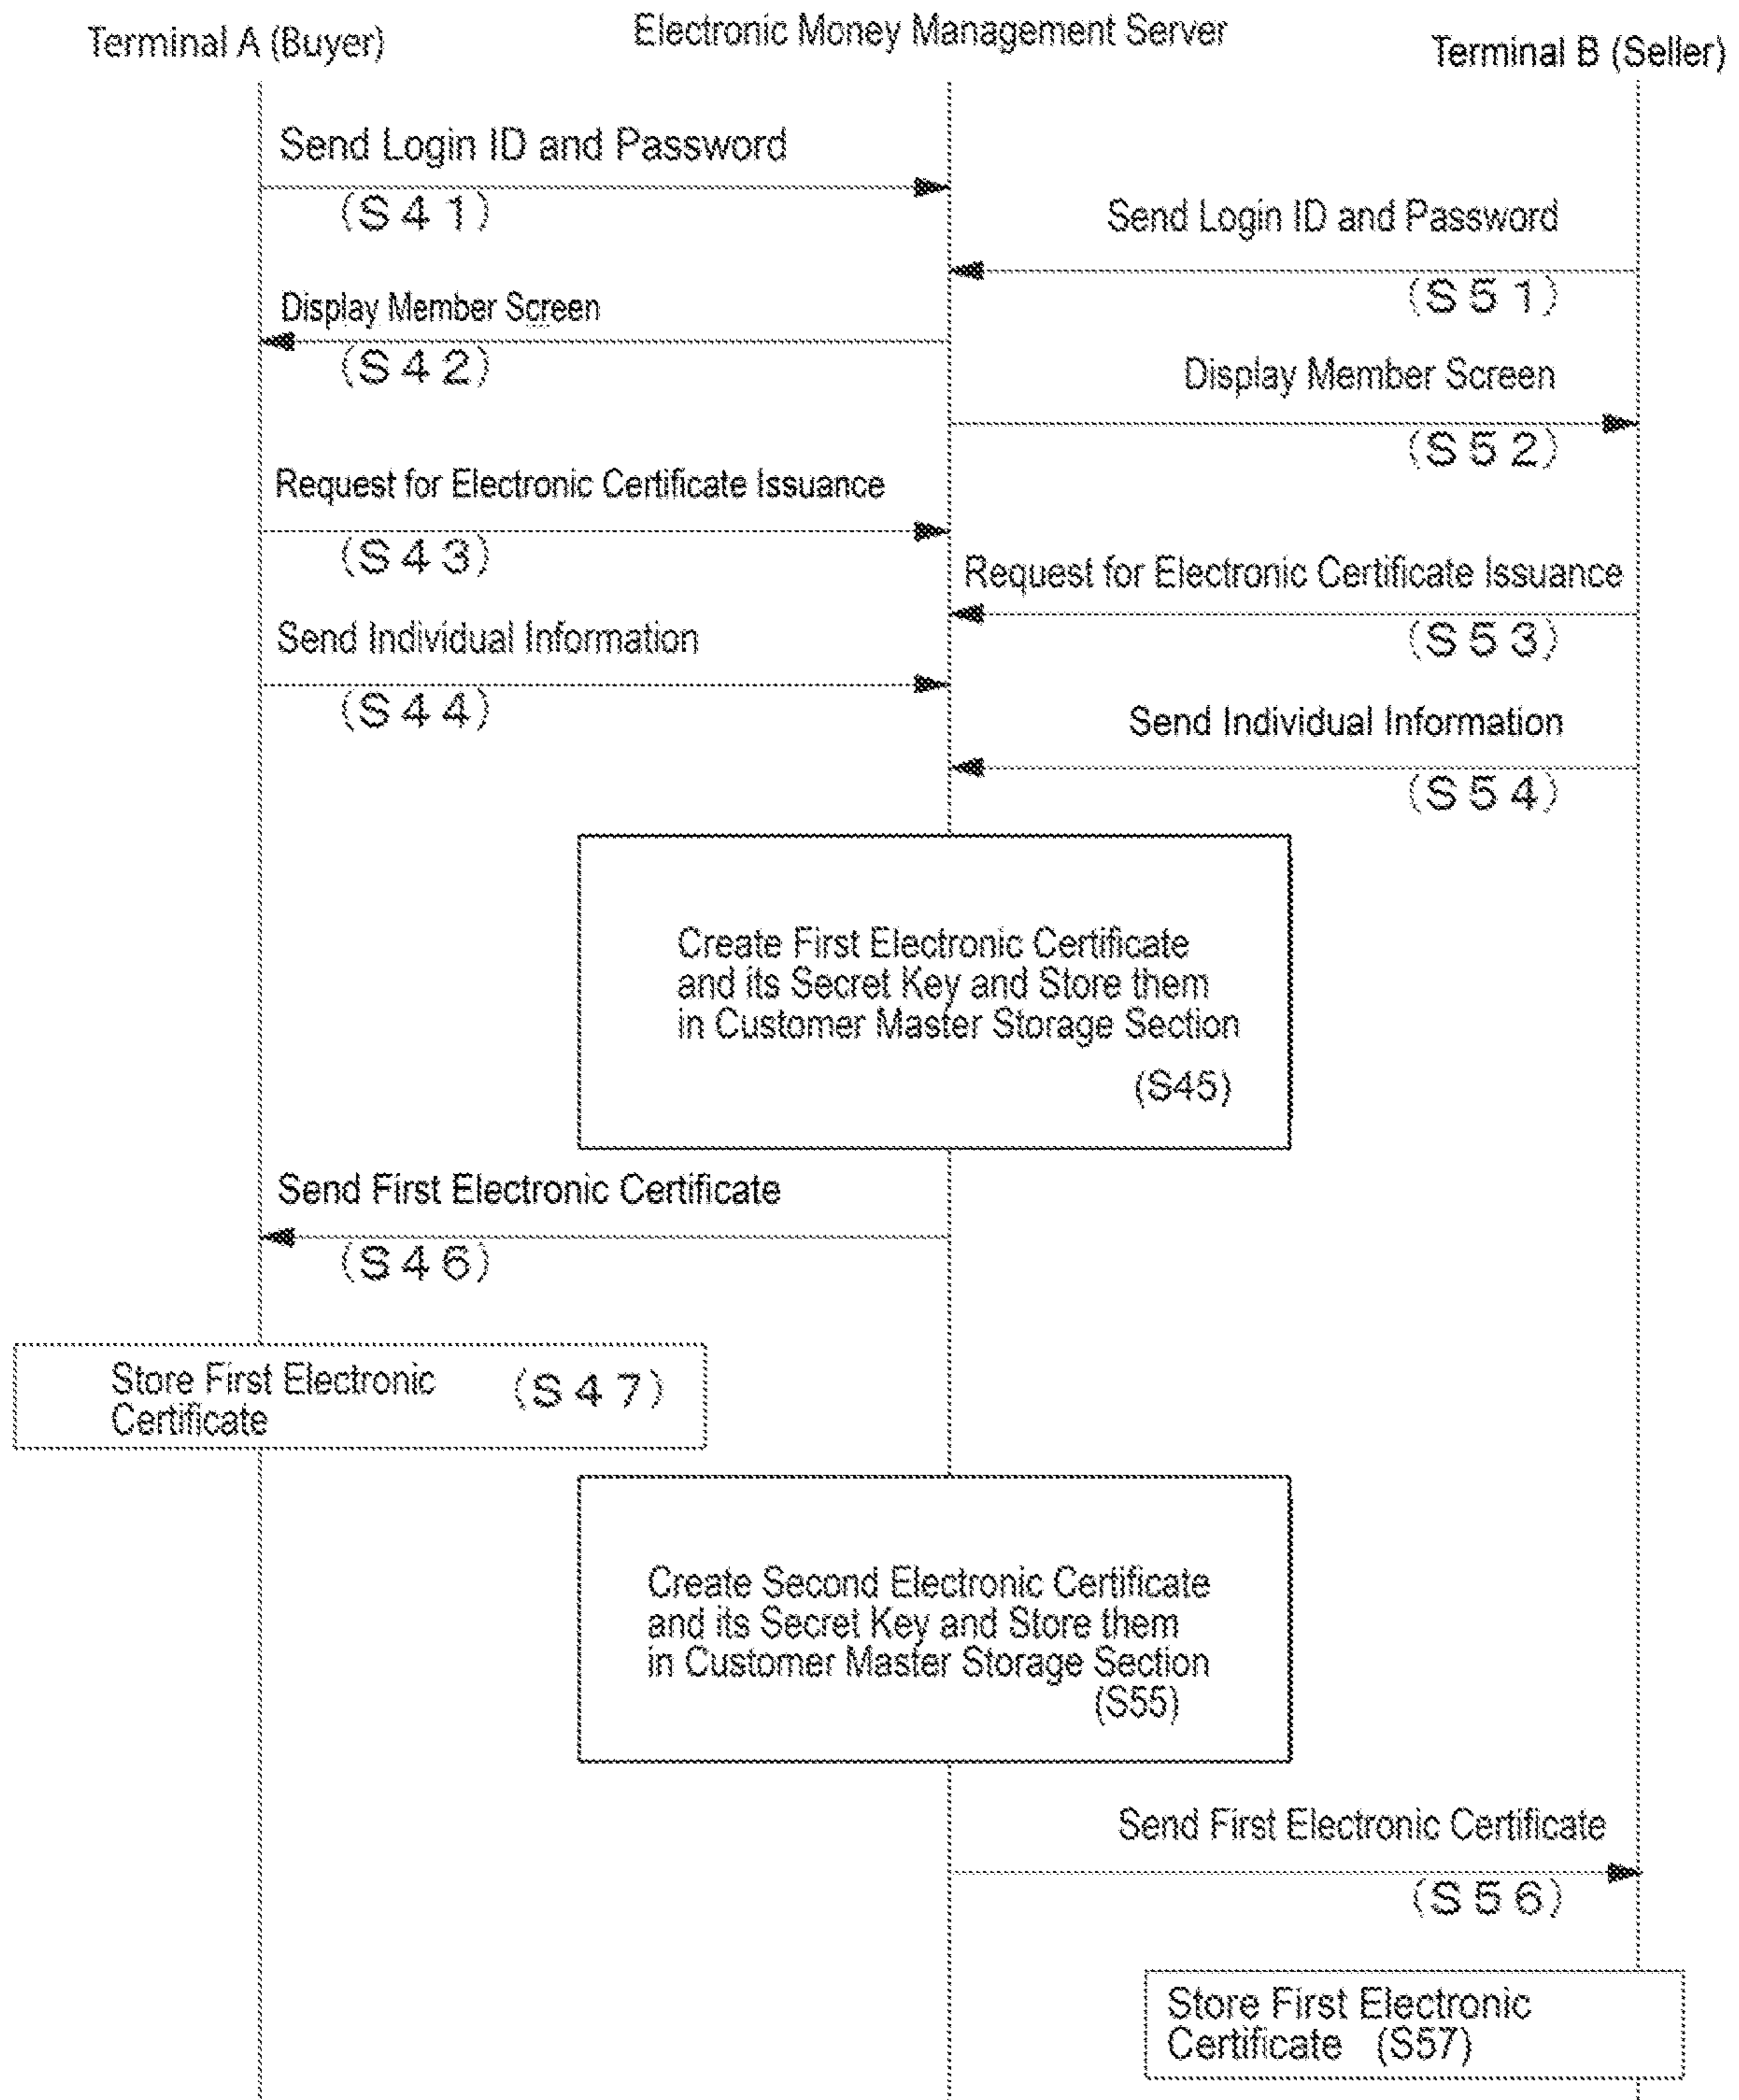 Terminal A (Buyer)
Electronic Money Management Server
Terminal B (Seller)
Send Login ID and Password
(S41)
Send Login ID and Password
(S51)
Display Member Screen
(S42)
Display Member Screen
(S52)
Request for Electronic Certificate Issuance
(S43)
Request for Electronic Certificate Issuance
(S53)
Send Individual Information
(S44)
Send Individual Information
(S54)
Create First Electronic Certificate
and its Secret Key and Store them
in Customer Master Storage Section
(S45)
Send First Electronic Certificate
(S46)
Store First Electronic (S47)
Certificate
Create Second Electronic Certificate
and its Secret Key and Store them
in Customer Master Storage Section
(S55)
Send First Electronic Certificate
(S56)
Store First Electronic
Certificate (S57)